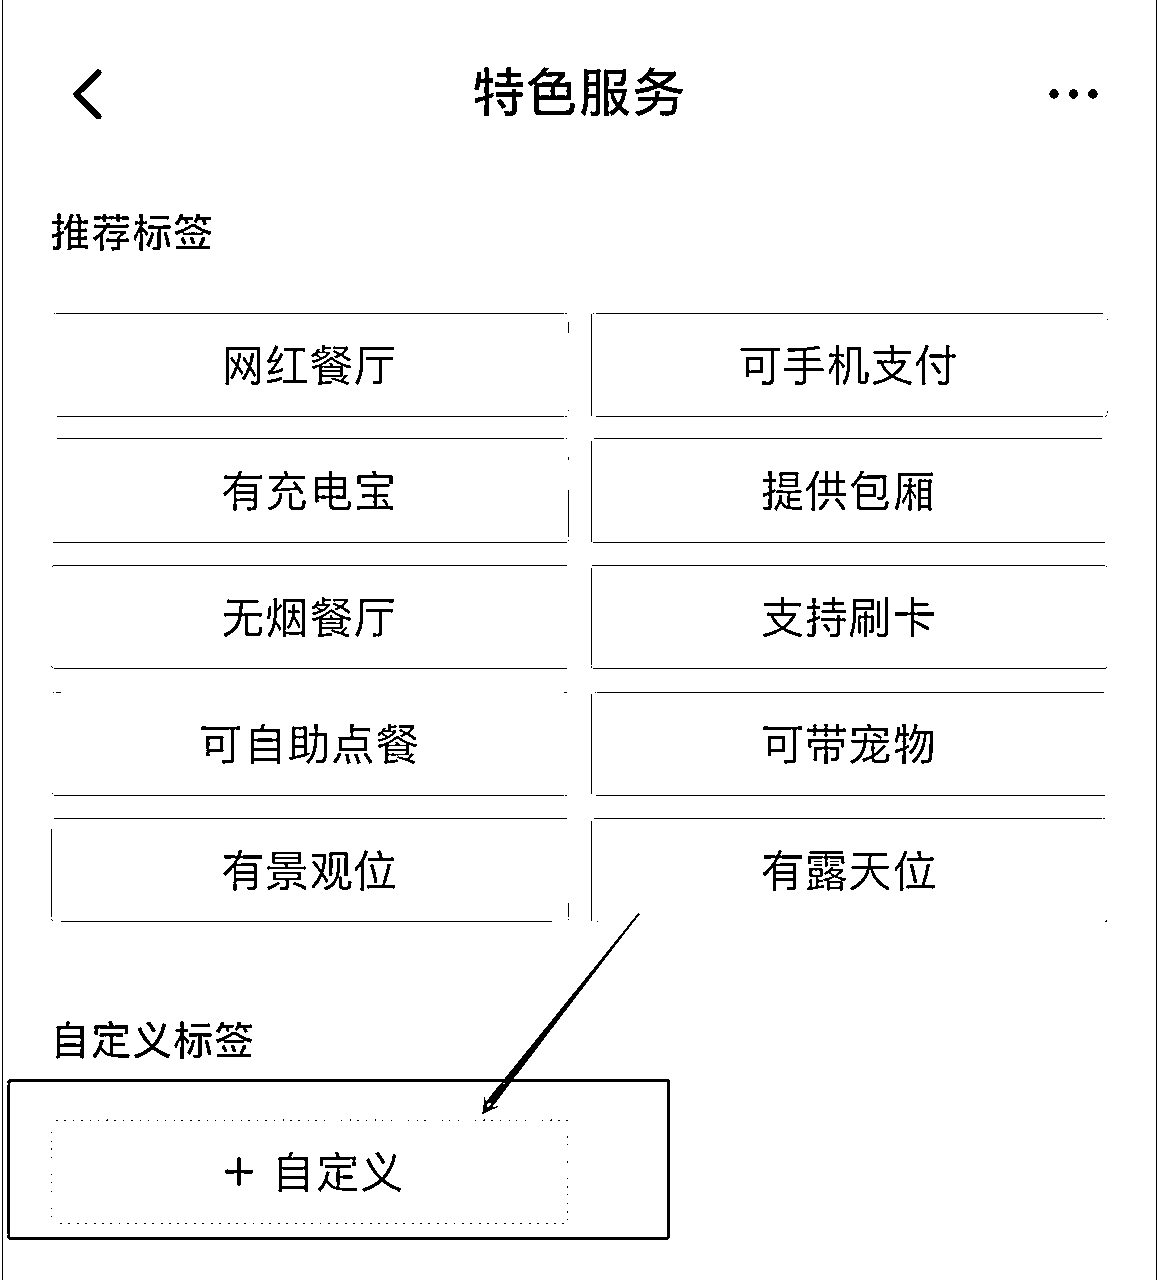 特色服务
推荐标签
网红餐厅 可手机支付
有充电宝 提供包厢
无烟餐厅 支持刷卡
可自助点餐 可带宠物
有景观位 有露天位
自定义标签
+ 自定义